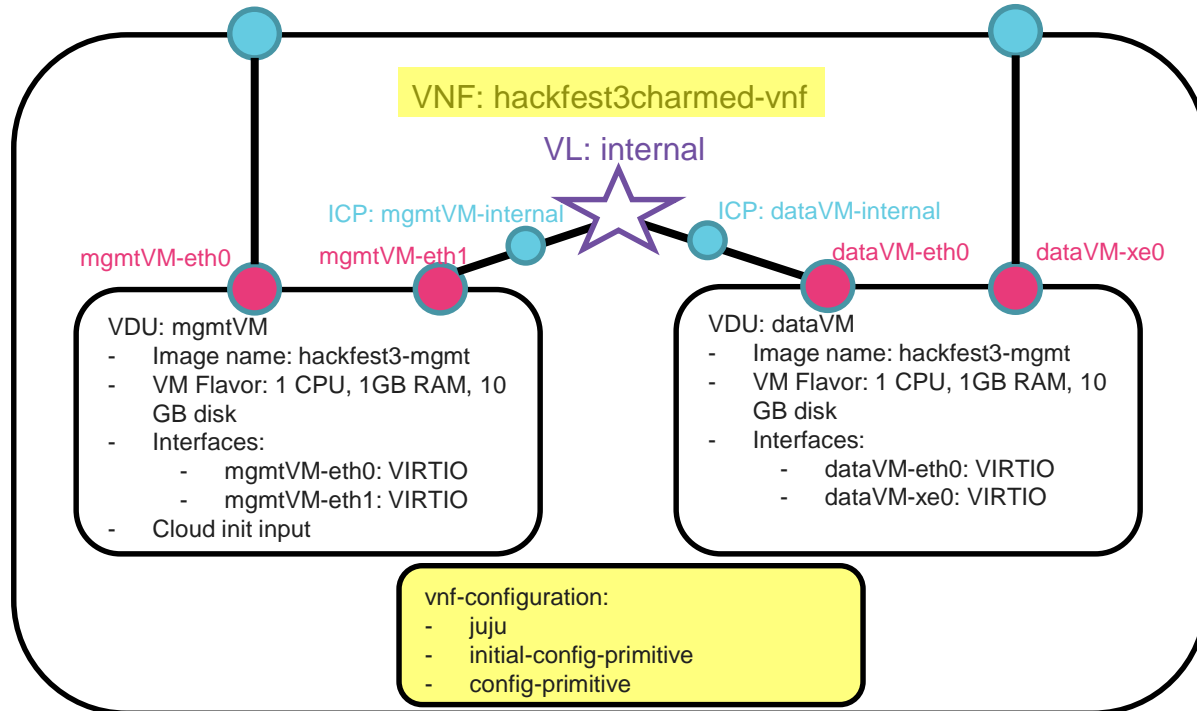 VNF: hackfest3charmed-vnf
VL: internal
ICP: mgmtVM-internal
ICP: dataVM-internal
mgmtVM-eth0
mgmtVM-eth1
dataVM-eth0
dataVM-xe0
VDU: mgmtVM
- Image name: hackfest3-mgmt
- VM Flavor: 1 CPU, 1GB RAM, 10
GB disk
- Interfaces:
- mgmtVM-eth0: VIRTIO
- mgmtVM-eth1: VIRTIO
- Cloud init input
VDU: dataVM
- Image name: hackfest3-mgmt
- VM Flavor: 1 CPU, 1GB RAM, 10
GB disk
- Interfaces:
- dataVM-eth0: VIRTIO
- dataVM-xe0: VIRTIO
vnf-configuration:
- juju
- initial-config-primitive
- config-primitive